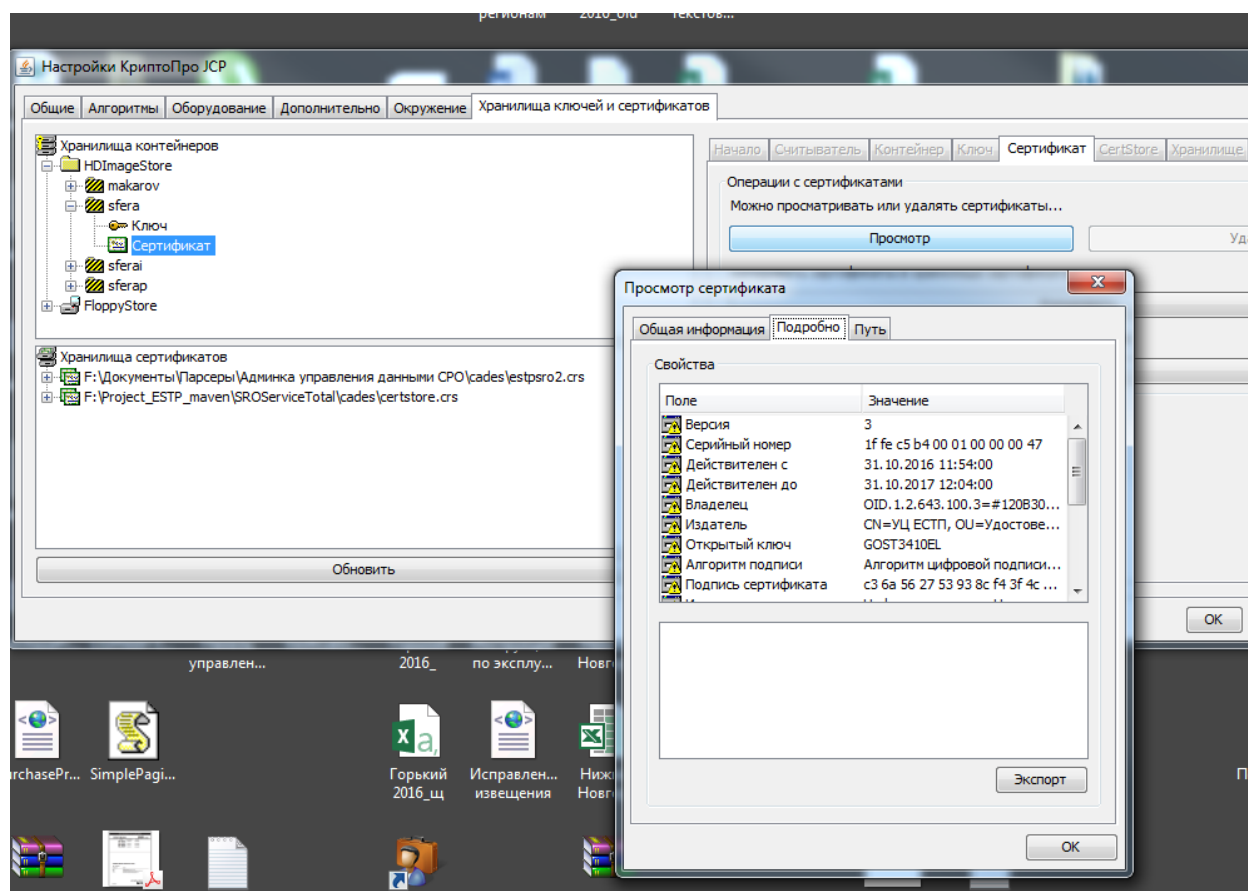 регионам 2016_old текстов...
Настройки КриптоПро JCP
Общие Алгоритмы Оборудование Дополнительно Окружение Хранилища ключей и сертификатов
Хранилища контейнеров
HDImageStore
makarov
sfera
Ключ
Сертификат
sferai
sferap
FloppyStore
Хранилища сертификатов
F:\Документы\Парсеры\Админка управления данными СРО\cades\estpsro2.crs
F:\Project_ESTP_maven\SROServiceTotal\cades\certstore.crs
Обновить
Начало Считыватель Контейнер Ключ Сертификат CertStore Хранилище
Операции с сертификатами
Можно просматривать или удалять сертификаты...
Просмотр
OK
Просмотр сертификата
Общая информация Подробно Путь
Свойства
Поле Значение
Версия 3
Серийный номер 1f fe c5 b4 00 01 00 00 00 47
Действителен с 31.10.2016 11:54:00
Действителен до 31.10.2017 12:04:00
Владелец OID.1.2.643.100.3=#120B30...
Издатель CN=УЦ ЕСТП, OU=Удостове...
Открытый ключ GOST3410EL
Алгоритм подписи Алгоритм цифровой подписи...
Подпись сертификата c3 6a 56 27 53 93 8c f4 3f 4c ...
Экспорт
OK
управлен...
2016_ по эксплу... Новг
rchasePr... SimplePagi...
Горький Исправлен... Ниж
2016_щ извещения Новг